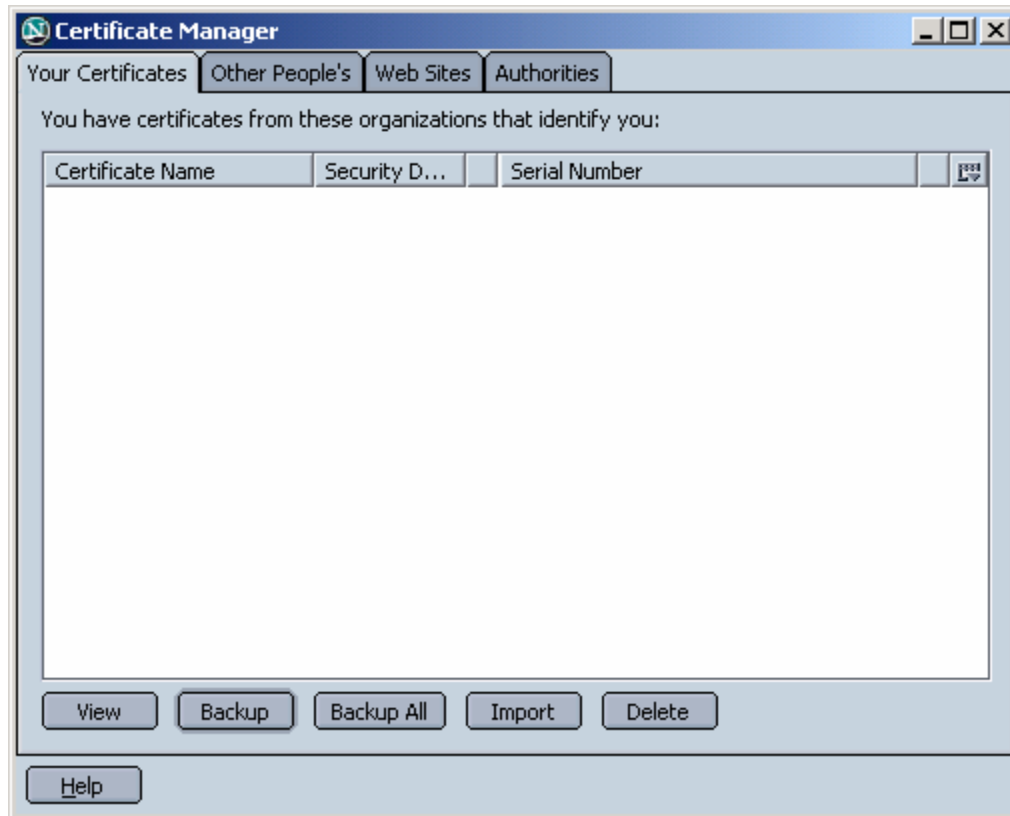 Certificate Manager
Your Certificates Other People's Web Sites Authorities
You have certificates from these organizations that identify you:
Certificate Name Security D... Serial Number
View Backup Backup All Import Delete
Help